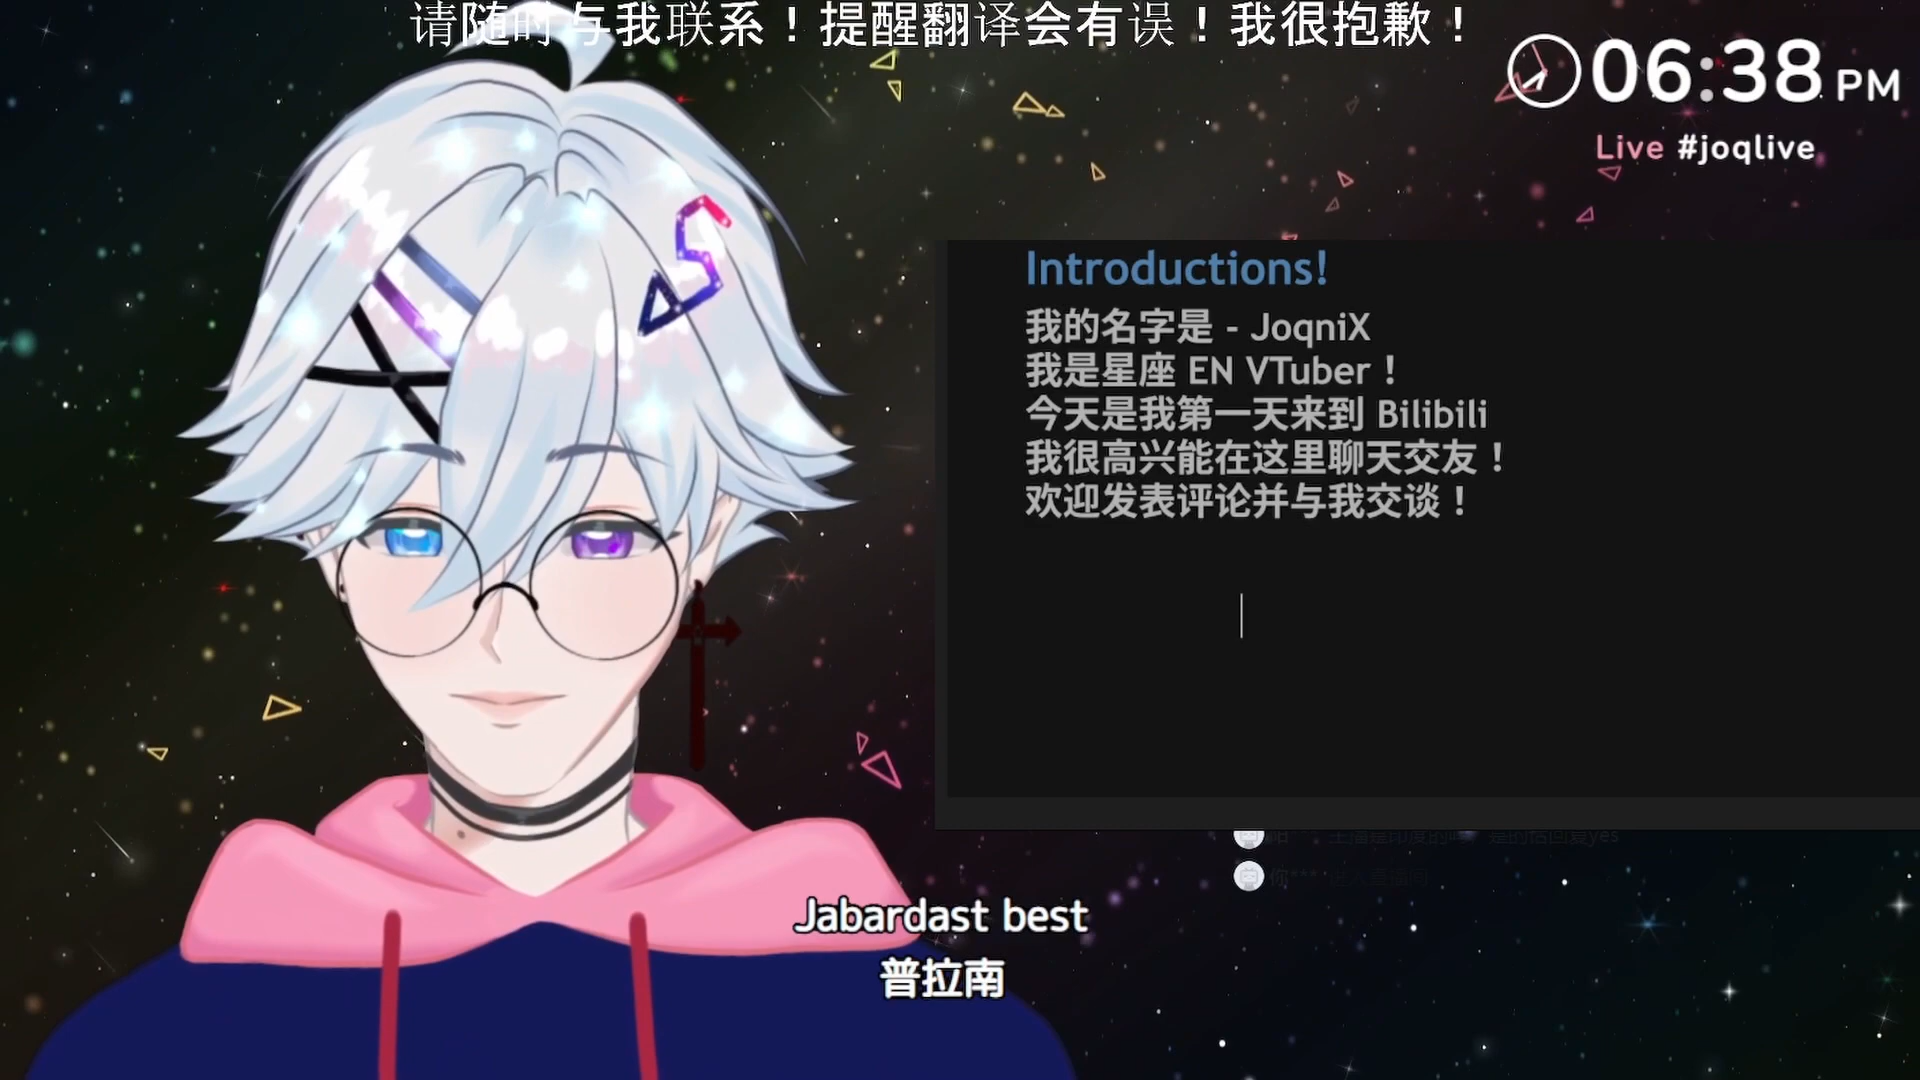 请随时与我联系！提醒翻译会有误！我很抱歉！
06:38 PM
Live #joqlive
Introductions!
我的名字是 - JoqniX
我是星座 EN VTuber！
今天是我第一天来到 Bilibili
我很高兴能在这里聊天交友！
欢迎发表评论并与我交谈！
Jabardast best
普拉南